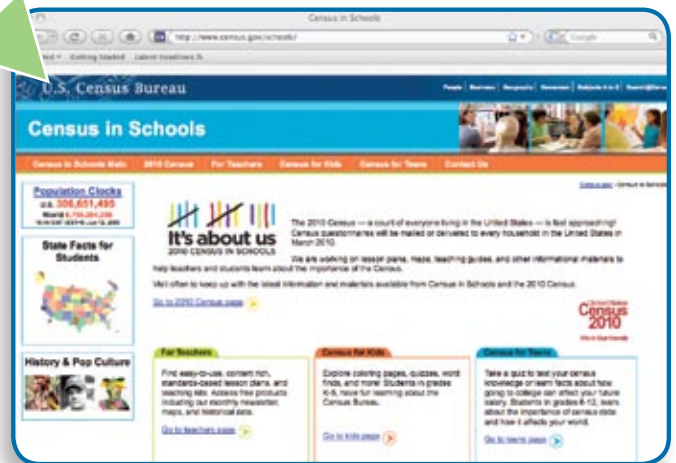 Census in Schools
http://www.census.gov/schools/
Google
Getting Started Latest Headlines
U.S. Census Bureau
People Business Geography Newsroom Subjects A to Z
Census in Schools
Census in Schools Main 2010 Census For Teachers Census for Kids Census for Teens Contact Us
Population Clocks
U.S. 306,651,495
World
State Facts for
Students
History & Pop Culture
It's about us
2010 CENSUS IN SCHOOLS
The 2010 Census — a count of everyone living in the United States — is fast approaching!
Census questionnaires will be mailed or delivered to every household in the United States in
March 2010.
We are working on lesson plans, maps, teaching guides, and other informational materials to
help teachers and students learn about the importance of the Census.
Visit often to keep up with the latest information and materials available from Census in Schools and the 2010 Census.
Go to 2010 Census page
United States
Census
2010
For Teachers
Find easy-to-use, content rich,
standards-based lesson plans, and
teaching kits. Access free products
including our monthly newsletter,
maps, and historical data.
Go to teachers page
Census for Kids
Explore coloring pages, quizzes, word
finds, and more! Students in grades
K-5, have fun learning about the
Census Bureau.
Go to kids page
Census for Teens
Take a quiz to test your census
knowledge or learn facts about how
going to college can affect your future
salary. Students in grades 6-12, learn
about the importance of census data
and how it affects your world.
Go to teens page